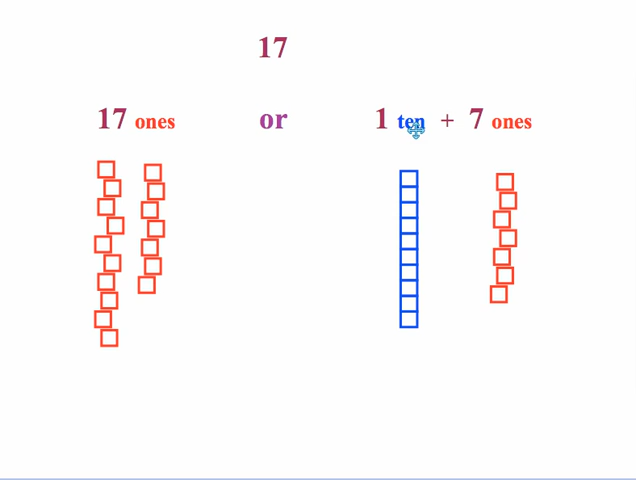 17
17 ones or 1 ten + 7 ones